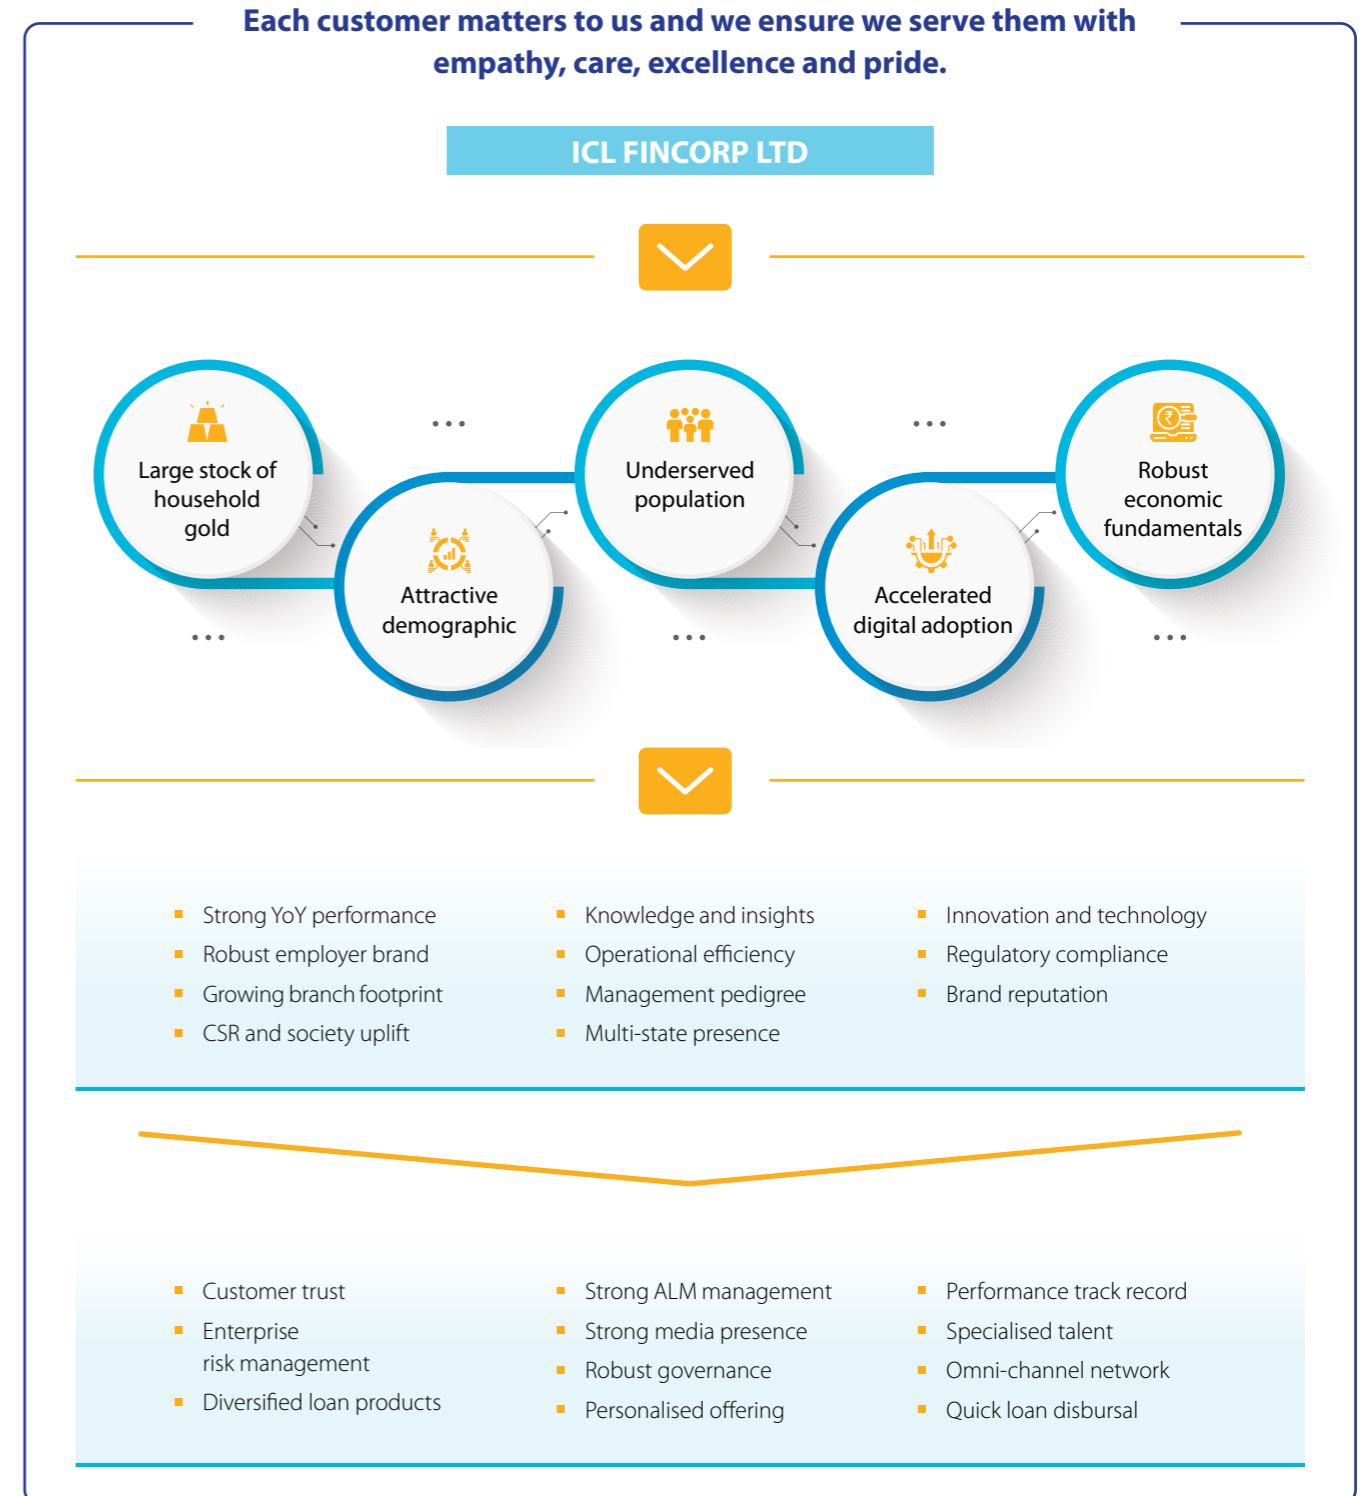 Each customer matters to us and we ensure we serve them with
empathy, care, excellence and pride.
ICL FINCORP LTD
Large stock of
household
gold
Attractive
demographic
Underserved
population
Accelerated
digital adoption
Robust
economic
fundamentals
Strong YoY performance
Robust employer brand
Growing branch footprint
CSR and society uplift
Knowledge and insights
Operational efficiency
Management pedigree
Multi-state presence
Innovation and technology
Regulatory compliance
Brand reputation
Customer trust
Enterprise
risk management
Diversified loan products
Strong ALM management
Strong media presence
Robust governance
Personalised offering
Performance track record
Specialised talent
Omni-channel network
Quick loan disbursal